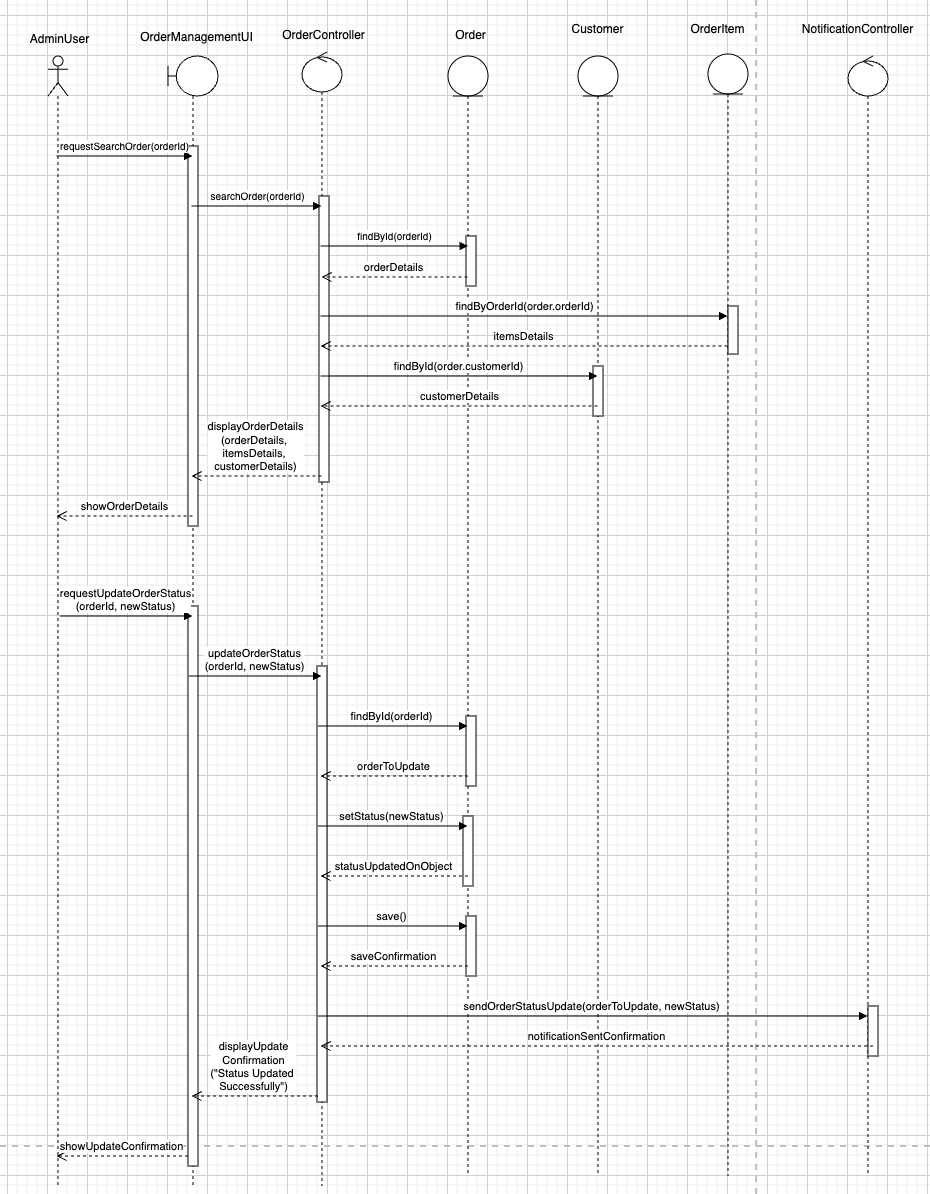 AdminUser
OrderManagementUI
OrderController
Order
Customer
OrderItem
NotificationController
requestSearchOrder(orderId)
searchOrder(orderId)
findById(orderId)
orderDetails
findByOrderId(order.orderId)
itemsDetails
findById(order.customerId)
customerDetails
displayOrderDetails
(orderDetails,
itemsDetails,
customerDetails)
showOrderDetails
requestUpdateOrderStatus
(orderId, newStatus)
updateOrderStatus
(orderId, newStatus)
findById(orderId)
orderToUpdate
setStatus(newStatus)
statusUpdatedOnObject
save()
saveConfirmation
sendOrderStatusUpdate(orderToUpdate, newStatus)
notificationSentConfirmation
displayUpdate
Confirmation
("Status Updated
Successfully")
showUpdateConfirmation